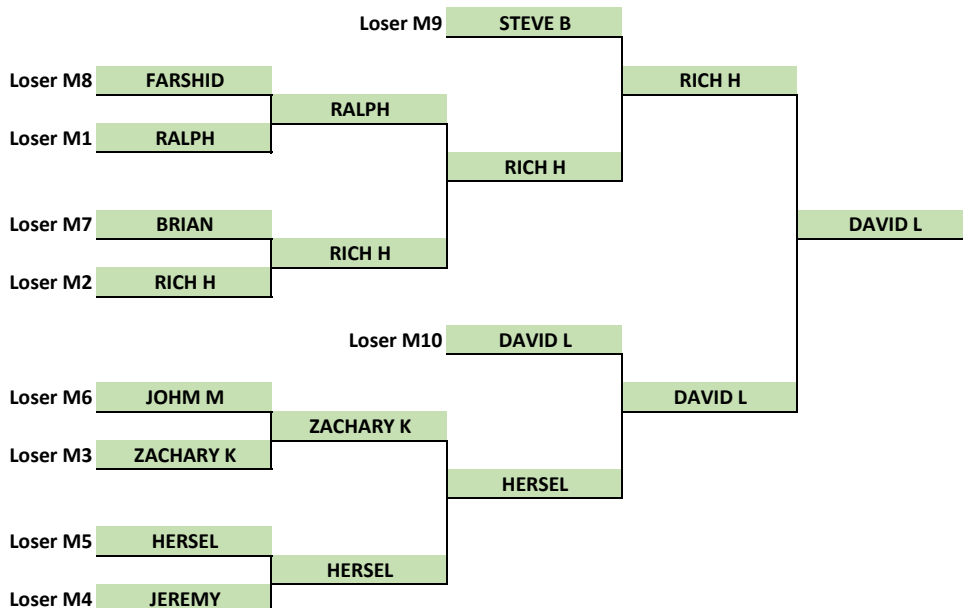 Loser M9 STEVE B
Loser M8 FARSHID
RICH H
RALPH
Loser M1 RALPH
RICH H
Loser M7 BRIAN
DAVID L
RICH H
Loser M2 RICH H
Loser M10 DAVID L
Loser M6 JOHM M
DAVID L
ZACHARY K
Loser M3 ZACHARY K
HERSEL
Loser M5 HERSEL
HERSEL
Loser M4 JEREMY